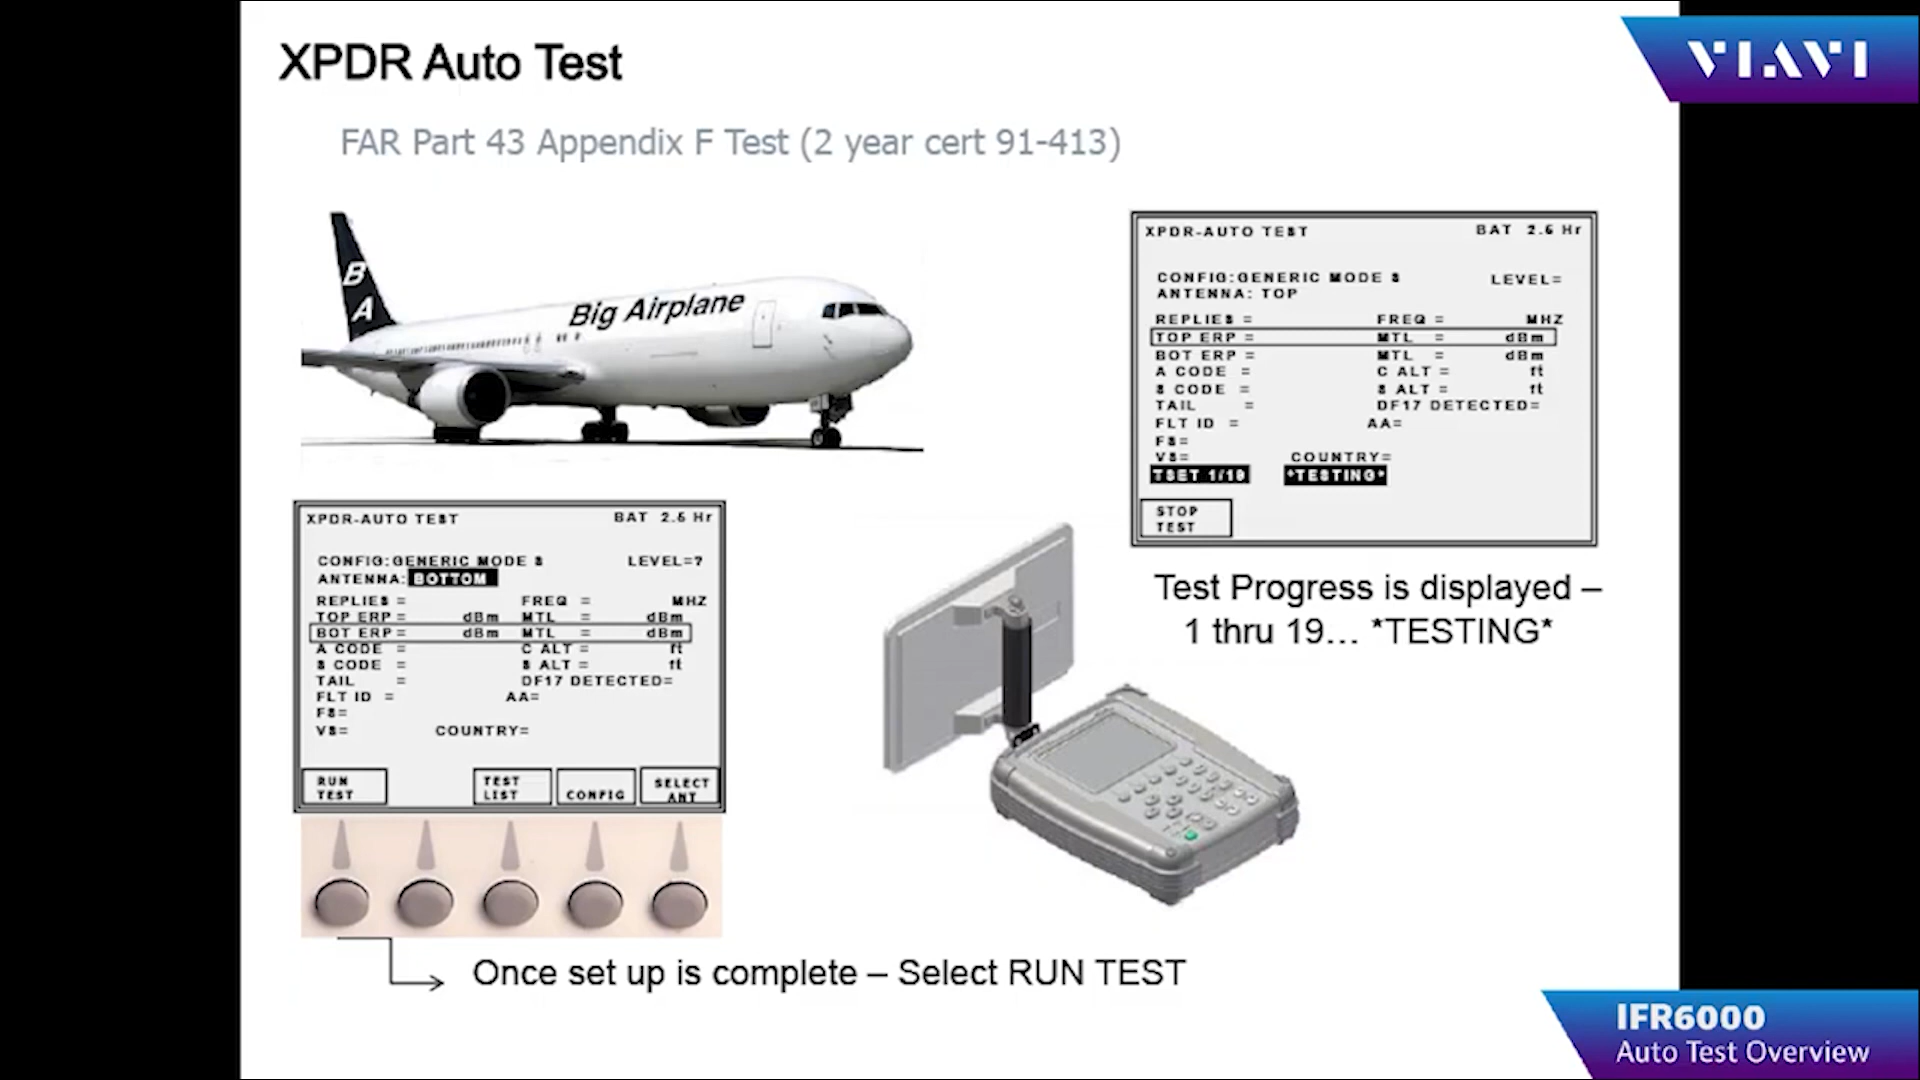 XPDR Auto Test
VIAVI
FAR Part 43 Appendix F Test (2 year cert 91-413)
B
A
Big Airplane
XPDR-AUTO TEST BAT 2.5 Hr
CONFIG:GENERIC MODE S LEVEL=
ANTENNA: TOP
REPLIES = FREQ = MHZ
TOP ERP = MTL = dBm
BOT ERP = MTL = dBm
A CODE = C ALT = ft
S CODE = S ALT = ft
TAIL = DF17 DETECTED=
FLT ID = AA=
FS=
VS= COUNTRY=
TSET 1/19 *TESTING*
STOP
TEST
Test Progress is displayed –
1 thru 19… *TESTING*
XPDR-AUTO TEST BAT 2.5 Hr
CONFIG:GENERIC MODE S LEVEL=?
ANTENNA: BOTTOM
REPLIES = FREQ = MHZ
TOP ERP = dBm MTL = dBm
BOT ERP = dBm MTL = dBm
A CODE = C ALT = ft
S CODE = S ALT = ft
TAIL = DF17 DETECTED=
FLT ID = AA=
FS=
VS= COUNTRY=
RUN
TEST
TEST
LIST
CONFIG
SELECT
ANT
Once set up is complete – Select RUN TEST
IFR6000
Auto Test Overview